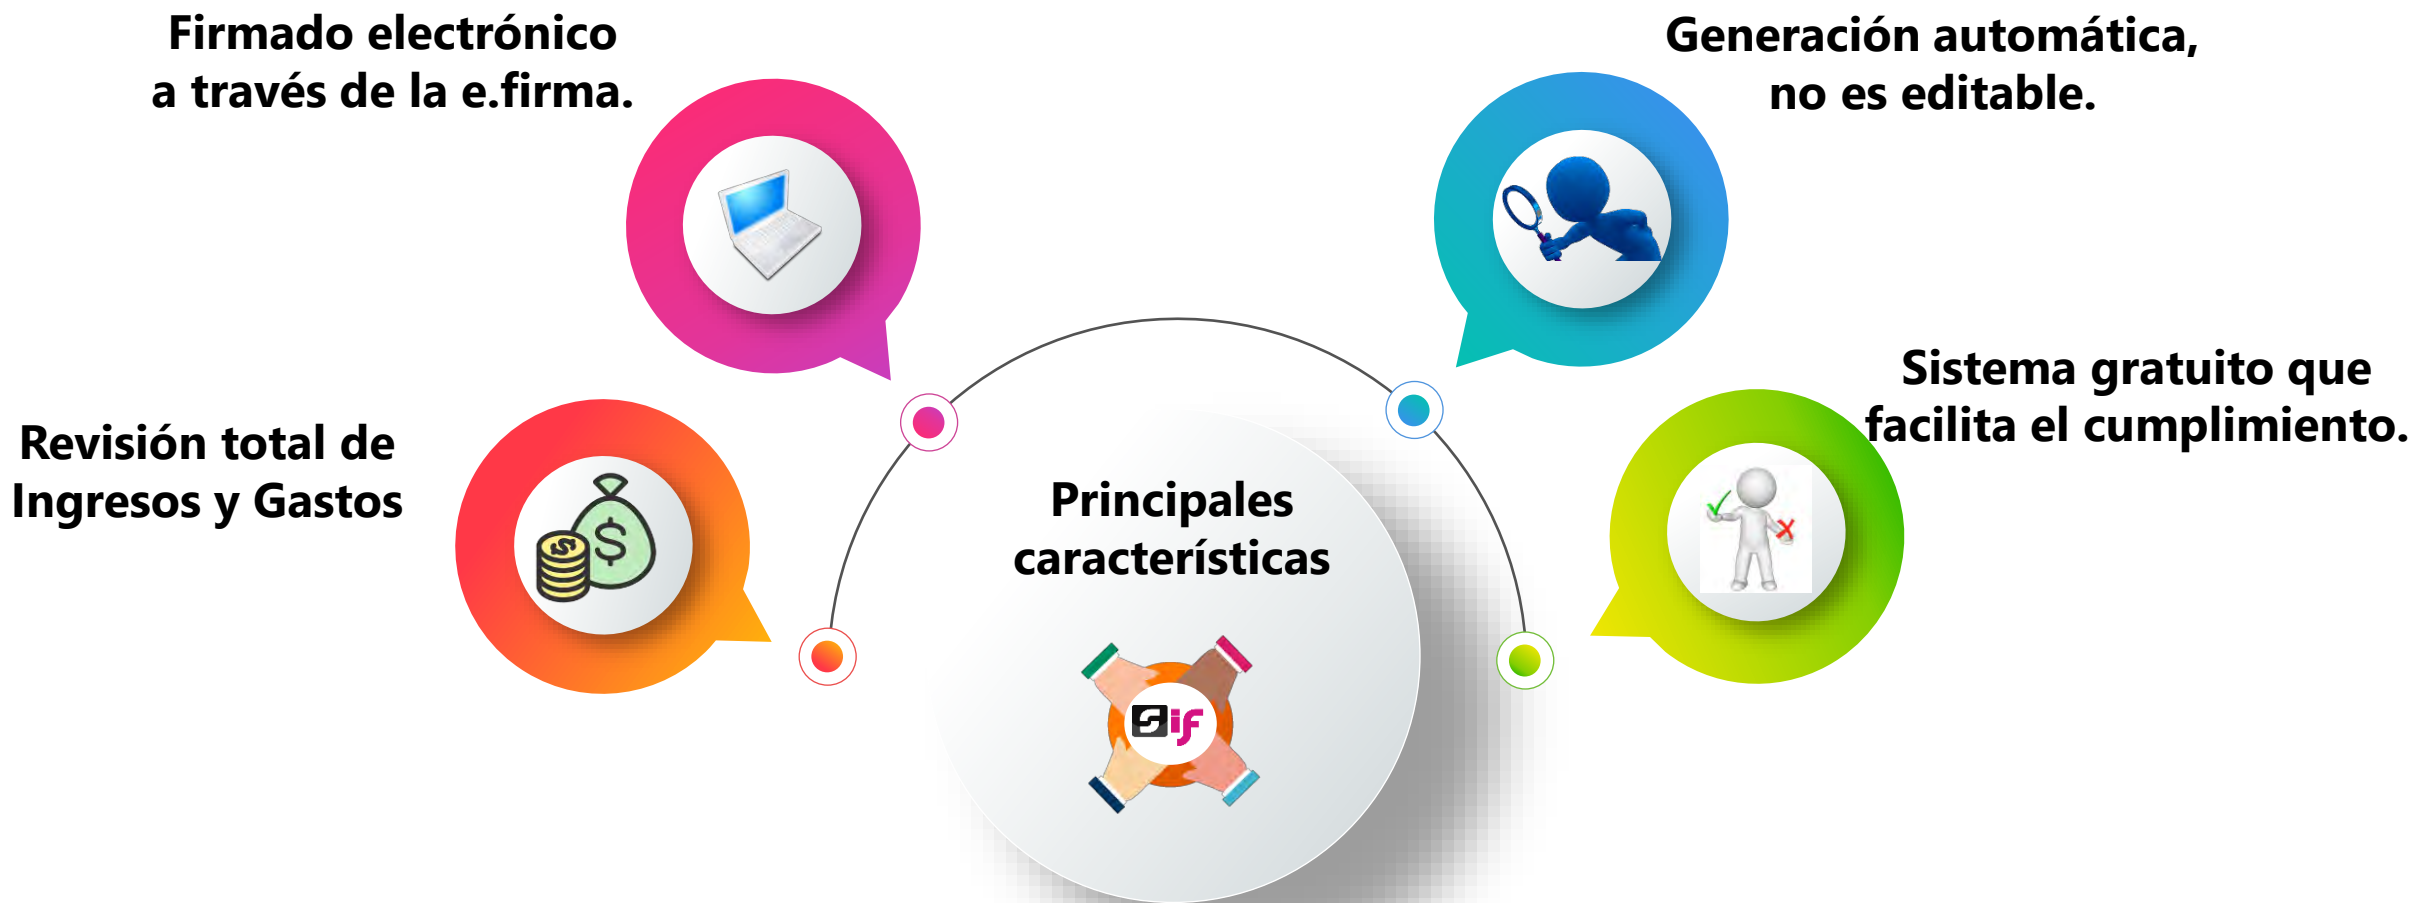 Firmado electrónico
a través de la e.firma.
Generación automática,
no es editable.
Sistema gratuito que
facilita el cumplimiento.
Revisión total de
Ingresos y Gastos
$
$
Principales
características
Sif